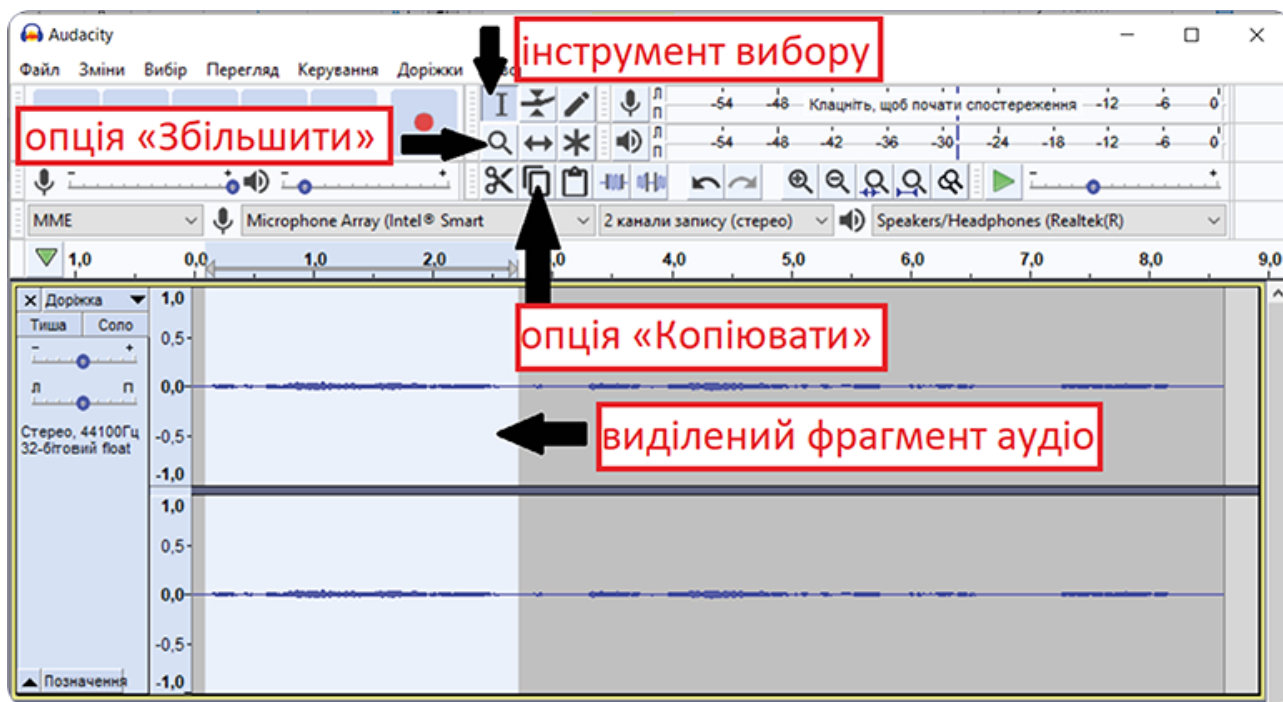 Audacity
інструмент вибору
Файл Зміни Вибір Перегляд Керування Доріжки
Л П -54 -48 Клацніть, щоб почати спостереження -12 -6 0
опція «Збільшити»
Л П -54 -48 -42 -36 -30 -24 -18 -12 -6 0
- +
- +
- +
MME Microphone Array (Intel® Smart 2 канали запису (стерео) Speakers/Headphones (Realtek(R)
1,0 0,0 1,0 2,0 ,0 4,0 5,0 6,0 7,0 8,0 9,0
Доріжка 1,0
Тиша Соло
- + 0,5
опція «Копіювати»
Л П 0,0
Стерео, 44100Гц -0,5
32-бітовий float
виділений фрагмент аудіо
-1,0
1,0
0,5
0,0
-0,5
Позначення -1,0